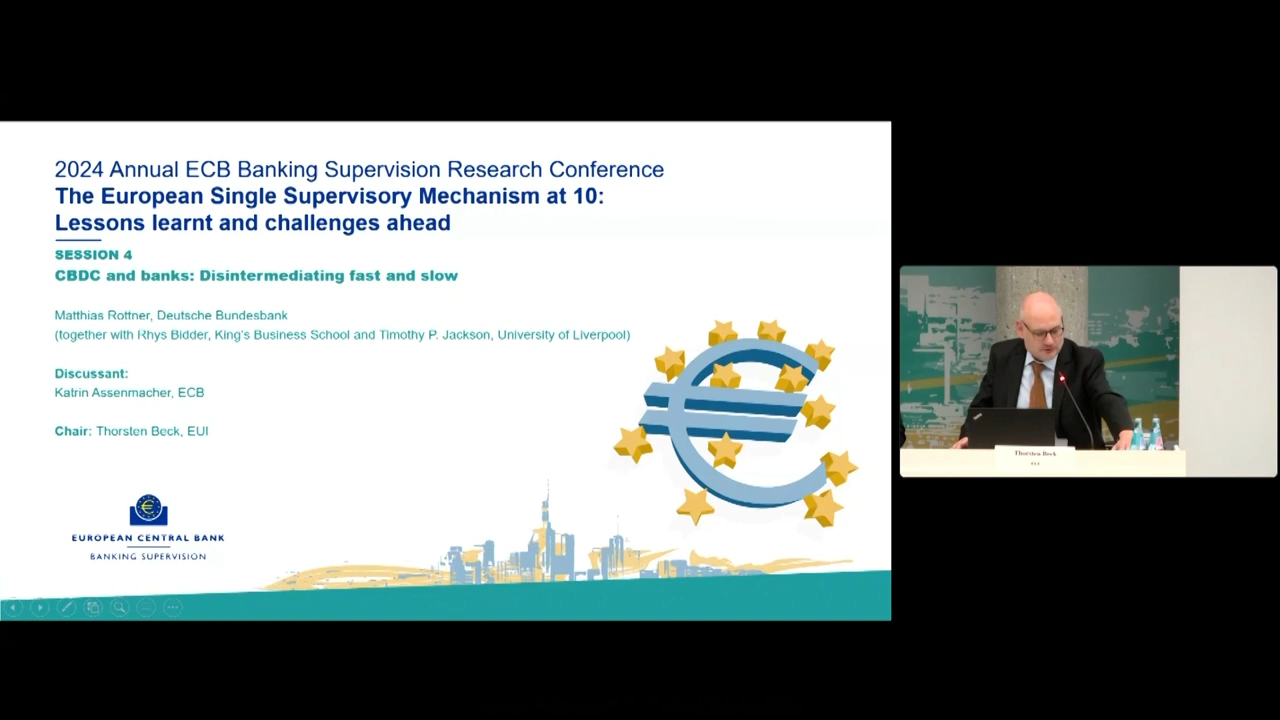 2024 Annual ECB Banking Supervision Research Conference
The European Single Supervisory Mechanism at 10:
Lessons learnt and challenges ahead
SESSION 4
CBDC and banks: Disintermediating fast and slow
Matthias Rottner, Deutsche Bundesbank
(together with Rhys Bidder, King's Business School and Timothy P. Jackson, University of Liverpool)
Discussant:
Katrin Assenmacher, ECB
Chair: Thorsten Beck, EUI
EUROPEAN CENTRAL BANK
BANKING SUPERVISION
Thorsten Beck
EUI